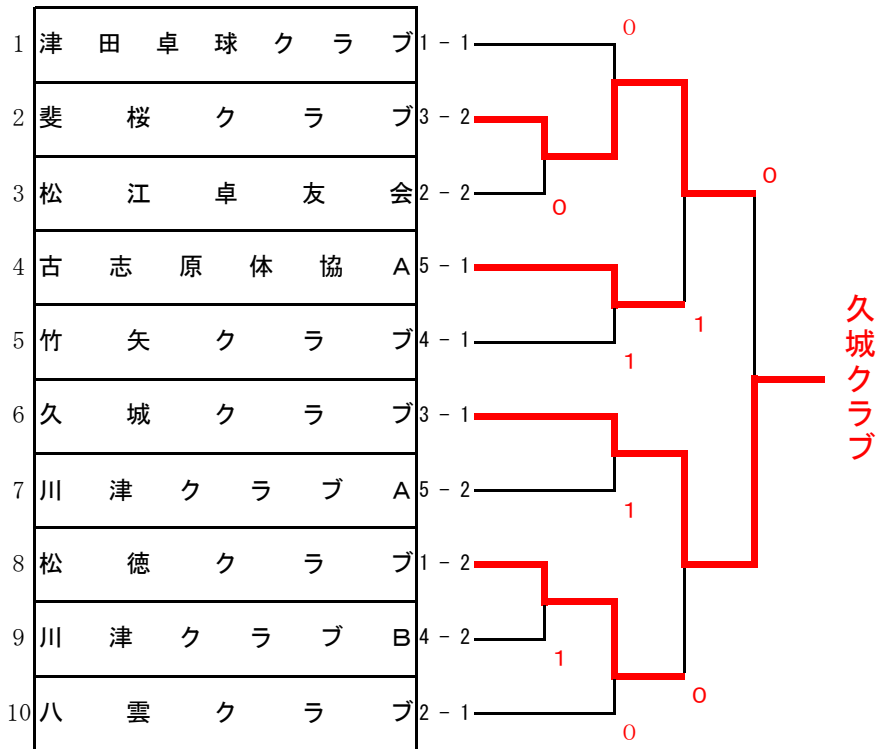 0
1 津田卓球クラブ 1-1
2 斐桜クラブ 3-2
0
3 松江卓友会 2-2
0
4 古志原体協A 5-1
1
5 竹矢クラブ 4-1
1
久城クラブ
6 久城クラブ 3-1
7 川津クラブA 5-2
1
8 松徳クラブ 1-2
9 川津クラブB 4-2
1
0
10 八雲クラブ 2-1
0